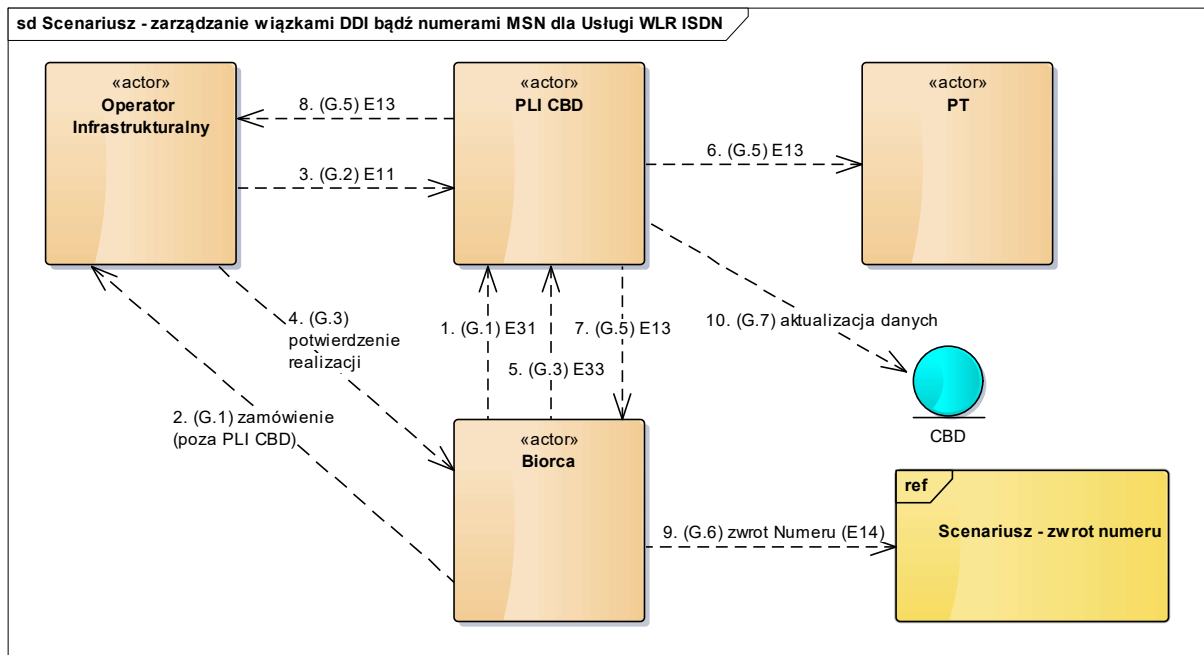 sd Scenariusz - zarządzanie wiązkami DDI bądź numerami MSN dla Usługi WLR ISDN
«actor»
Operator
Infrastrukturalny
8. (G.5) E13
3. (G.2) E11
«actor»
PLI CBD
6. (G.5) E13
«actor»
PT
4. (G.3)
potwierdzenie
realizacji
1. (G.1) E31
7. (G.5) E13
5. (G.3) E33
10. (G.7) aktualizacja danych
2. (G.1) zamówienie
(poza PLI CBD)
CBD
«actor»
Biorca
9. (G.6) zwrot Numeru (E14)
ref
Scenariusz - zwrot numeru